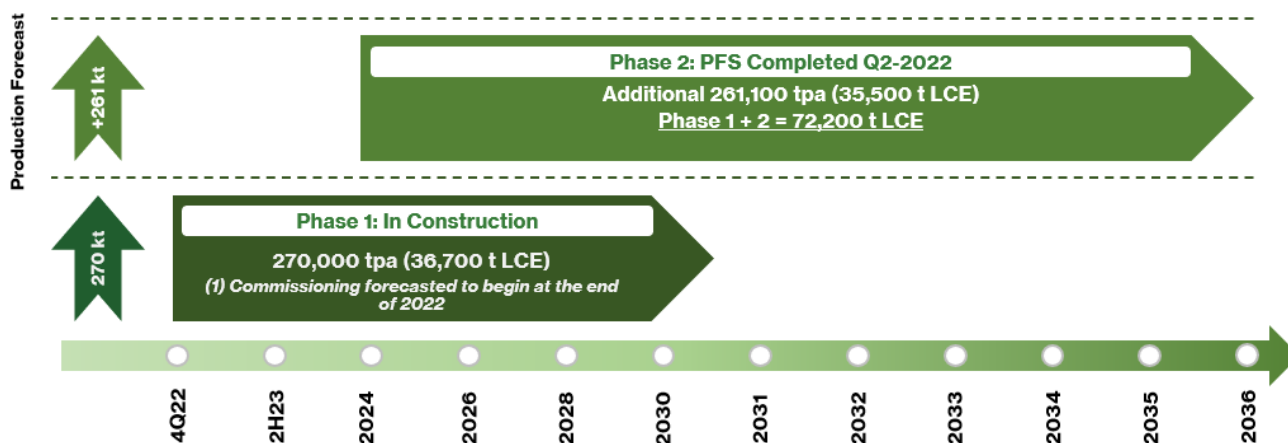 Production Forecast
+261 kt
Phase 2: PFS Completed Q2-2022
Additional 261,100 tpa (35,500 t LCE)
Phase 1 + 2 = 72,200 t LCE
270 kt
Phase 1: In Construction
270,000 tpa (36,700 t LCE)
(1) Commissioning forecasted to begin at the end
of 2022
4Q22
2H23
2024
2026
2028
2030
2031
2032
2033
2034
2035
2036